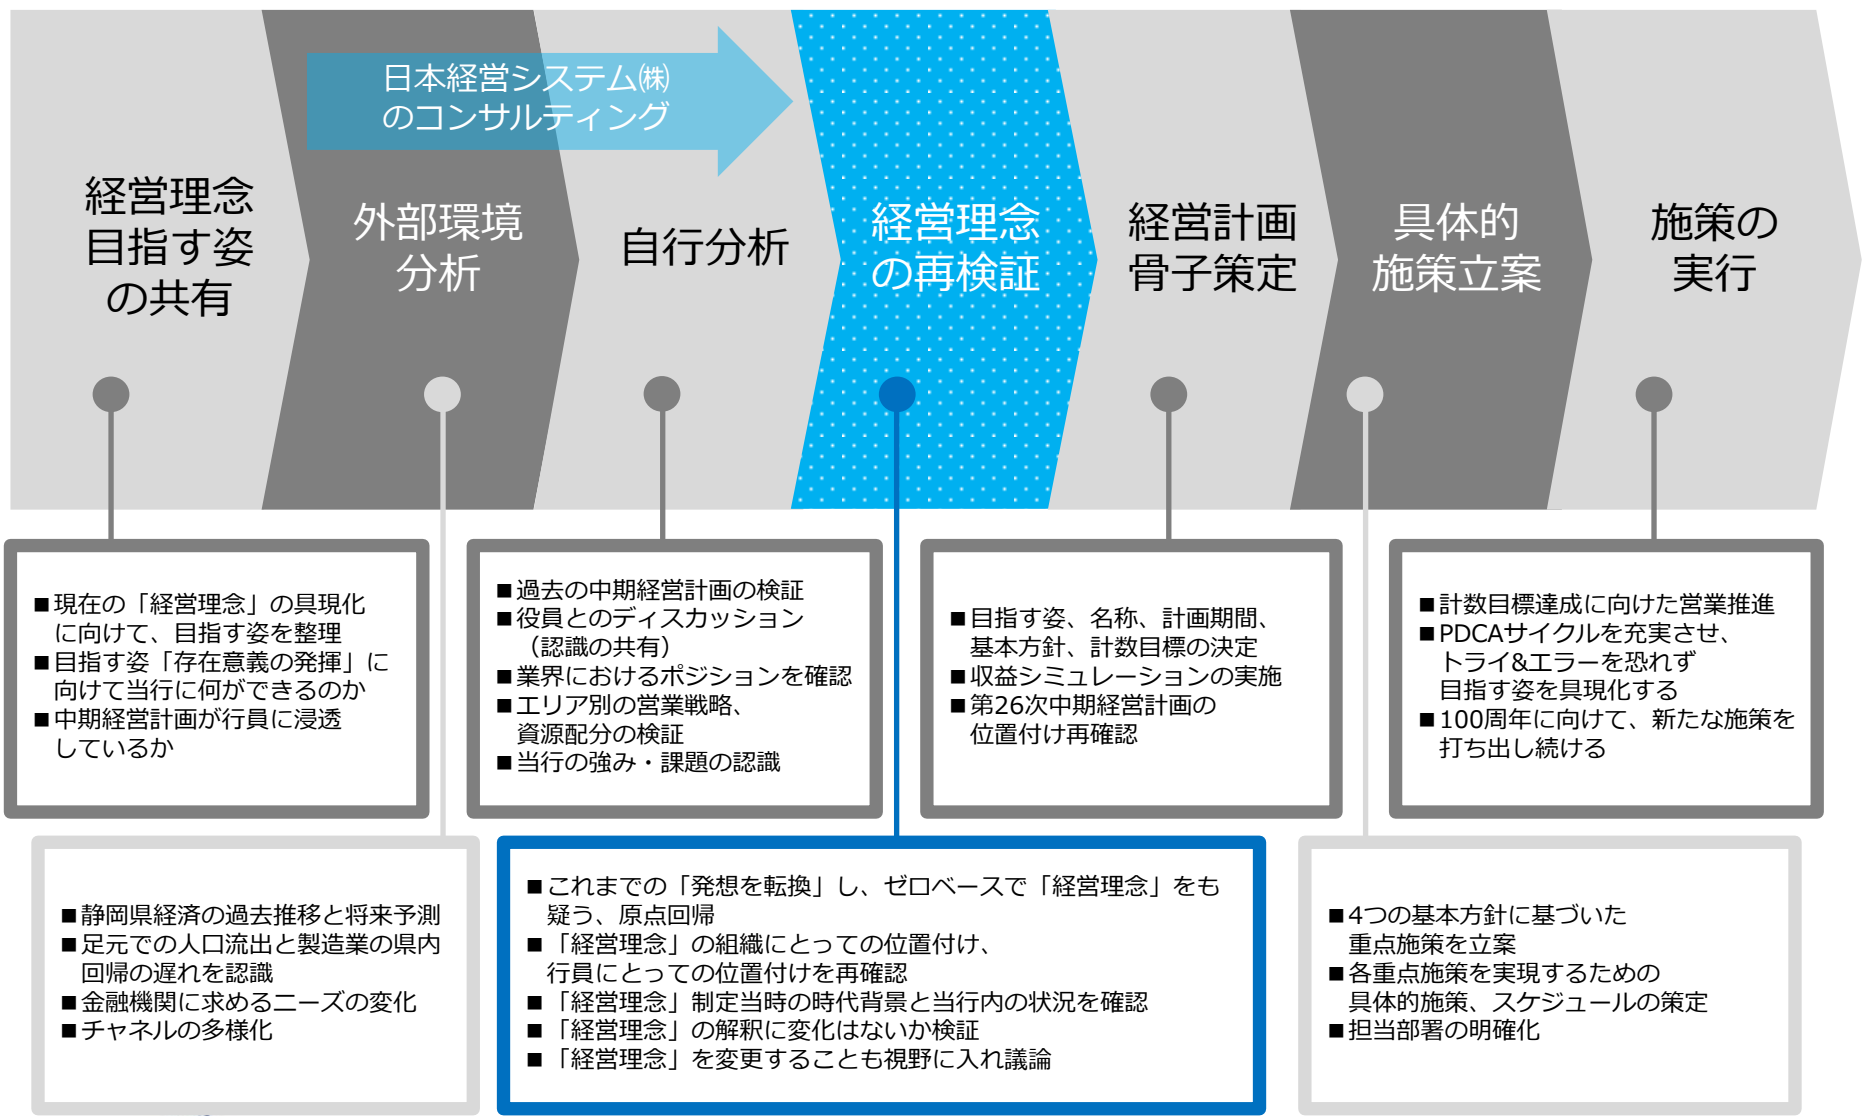 日本経営システム㈱
のコンサルティング
経営理念
目指す姿
の共有
外部環境
分析
自行分析
経営理念
の再検証
経営計画
骨子策定
具体的
施策立案
施策の
実行
■現在の「経営理念」の具現化
に向けて、目指す姿を整理
■目指す姿「存在意義の発揮」に
向けて当行に何ができるのか
■中期経営計画が行員に浸透
しているか
■過去の中期経営計画の検証
■役員とのディスカッション
（認識の共有）
■業界におけるポジションを確認
■エリア別の営業戦略、
資源配分の検証
■当行の強み・課題の認識
■目指す姿、名称、計画期間、
基本方針、計数目標の決定
■収益シミュレーションの実施
■第26次中期経営計画の
位置付け再確認
■計数目標達成に向けた営業推進
■PDCAサイクルを充実させ、
トライ&エラーを恐れず
目指す姿を具現化する
■100周年に向けて、新たな施策を
打ち出し続ける
■静岡県経済の過去推移と将来予測
■足元での人口流出と製造業の県内
回帰の遅れを認識
■金融機関に求めるニーズの変化
■チャネルの多様化
■これまでの「発想を転換」し、ゼロベースで「経営理念」をも
疑う、原点回帰
■「経営理念」の組織にとっての位置付け、
行員にとっての位置付けを再確認
■「経営理念」制定当時の時代背景と当行内の状況を確認
■「経営理念」の解釈に変化はないか検証
■「経営理念」を変更することも視野に入れ議論
■4つの基本方針に基づいた
重点施策を立案
■各重点施策を実現するための
具体的施策、スケジュールの策定
■担当部署の明確化